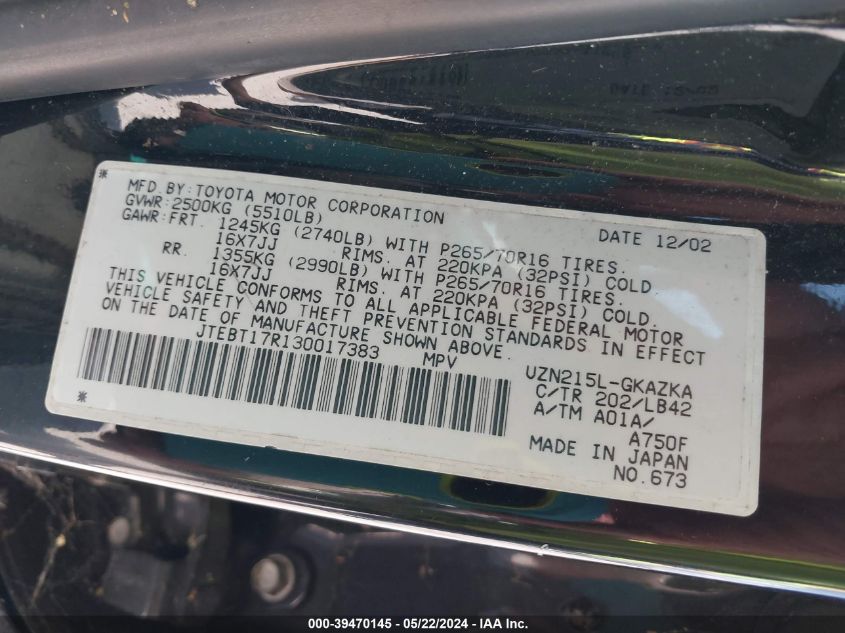 MFD. BY: TOYOTA MOTOR CORPORATION DATE 12/02
GVWR: 2500KG (5510LB)
GAWR: FRT. 1245KG (2740LB) WITH P265/70R16 TIRES.
16X7JJ RIMS. AT 220KPA (32PSI) COLD.
RR. 1355KG (2990LB) WITH P265/70R16 TIRES.
16X7JJ RIMS. AT 220KPA (32PSI) COLD.
THIS VEHICLE CONFORMS TO ALL APPLICABLE FEDERAL MOTOR
VEHICLE SAFETY AND THEFT PREVENTION STANDARDS IN EFFECT
ON THE DATE OF MANUFACTURE SHOWN ABOVE.
JTEBT17R130017383 MPV
UZN215L-GKAZKA
C/TR 202/LB42
A/TM A01A/
A750F
MADE IN JAPAN
NO. 673
000-39470145 - 05/22/2024 - IAA Inc.